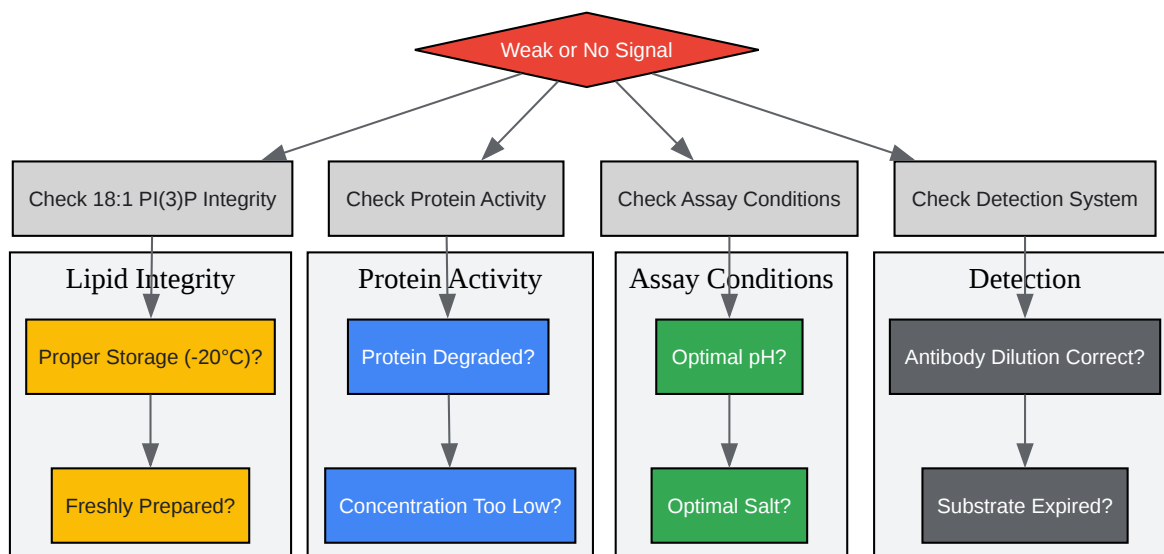 Weak or No Signal
Check 18:1 PI(3)P Integrity
Check Protein Activity
Check Assay Conditions
Check Detection System
Lipid Integrity
Protein Activity
Assay Conditions
Detection
Proper Storage (-20°C)?
Protein Degraded?
Optimal pH?
Antibody Dilution Correct?
Freshly Prepared?
Concentration Too Low?
Optimal Salt?
Substrate Expired?